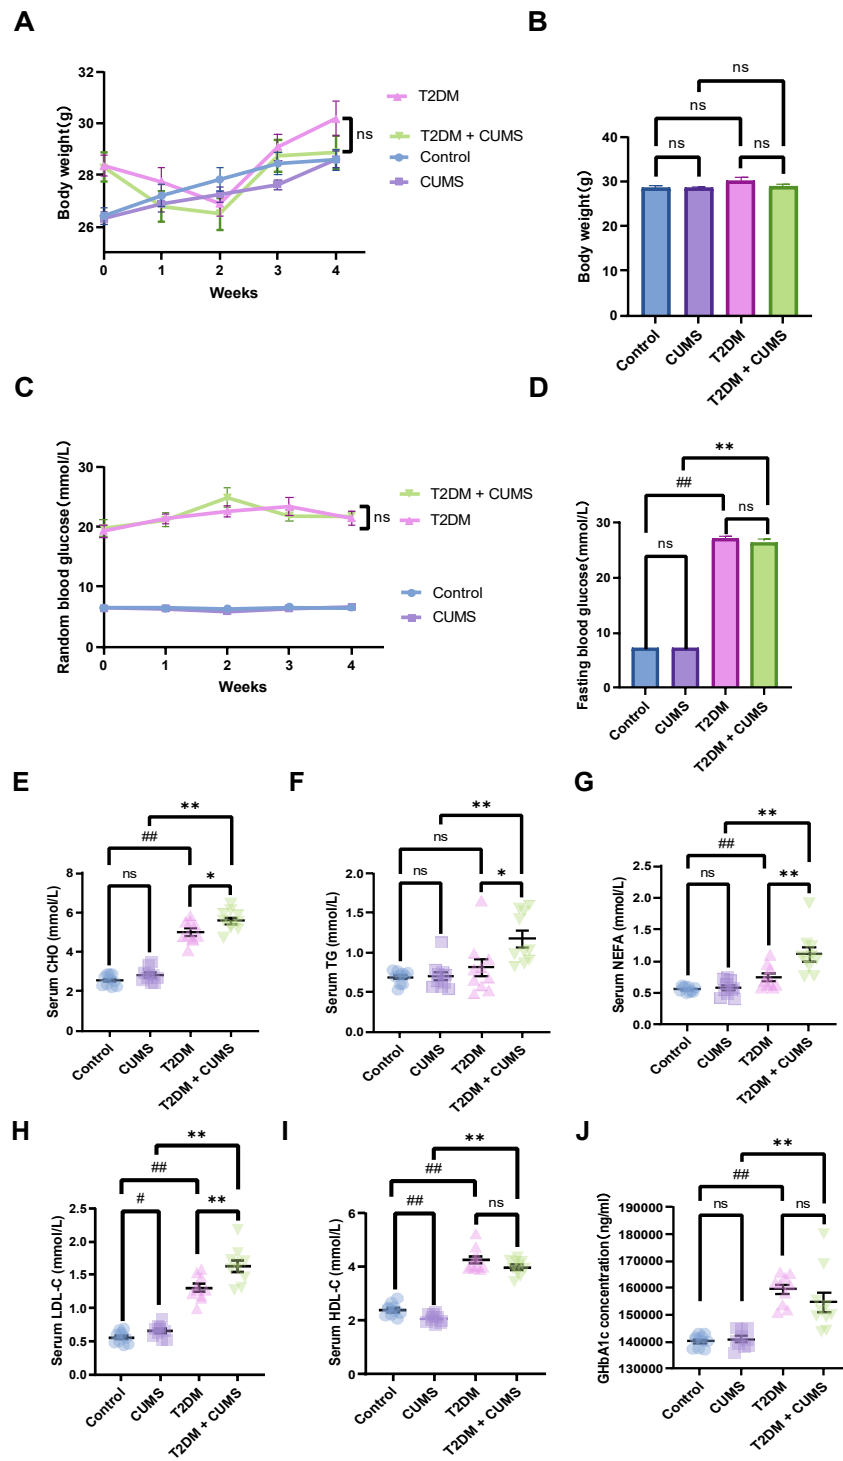 A
Body weight(g)
32
30
28
26
0 1 2 3 4
Weeks
ns
T2DM
T2DM + CUMS
Control
CUMS
B
ns
ns
ns ns
Body weight(g)
40
30
20
10
0
Control
CUMS
T2DM
T2DM + CUMS
C
Random blood glucose(mmol/L)
30
20
10
0
0 1 2 3 4
Weeks
ns
T2DM + CUMS
T2DM
Control
CUMS
D
**
##
ns
ns
Fasting blood glucose(mmol/L)
30
20
10
0
Control
CUMS
T2DM
T2DM + CUMS
E
**
##
ns *
Serum CHO (mmol/L)
8
6
4
2
0
Control
CUMS
T2DM
T2DM + CUMS
F
**
ns
ns *
Serum TG (mmol/L)
2.0
1.5
1.0
0.5
0.0
Control
CUMS
T2DM
T2DM + CUMS
G
**
##
ns **
Serum NEFA (mmol/L)
2.5
2.0
1.5
1.0
0.5
0.0
Control
CUMS
T2DM
T2DM + CUMS
H
**
##
# **
Serum LDL-C (mmol/L)
2.5
2.0
1.5
1.0
0.5
0.0
Control
CUMS
T2DM
T2DM + CUMS
I
**
##
## ns
Serum HDL-C (mmol/L)
6
4
2
0
Control
CUMS
T2DM
T2DM + CUMS
J
**
##
ns ns
GHbA1c concentration(ng/ml)
190000
180000
170000
160000
150000
140000
130000
Control
CUMS
T2DM
T2DM + CUMS